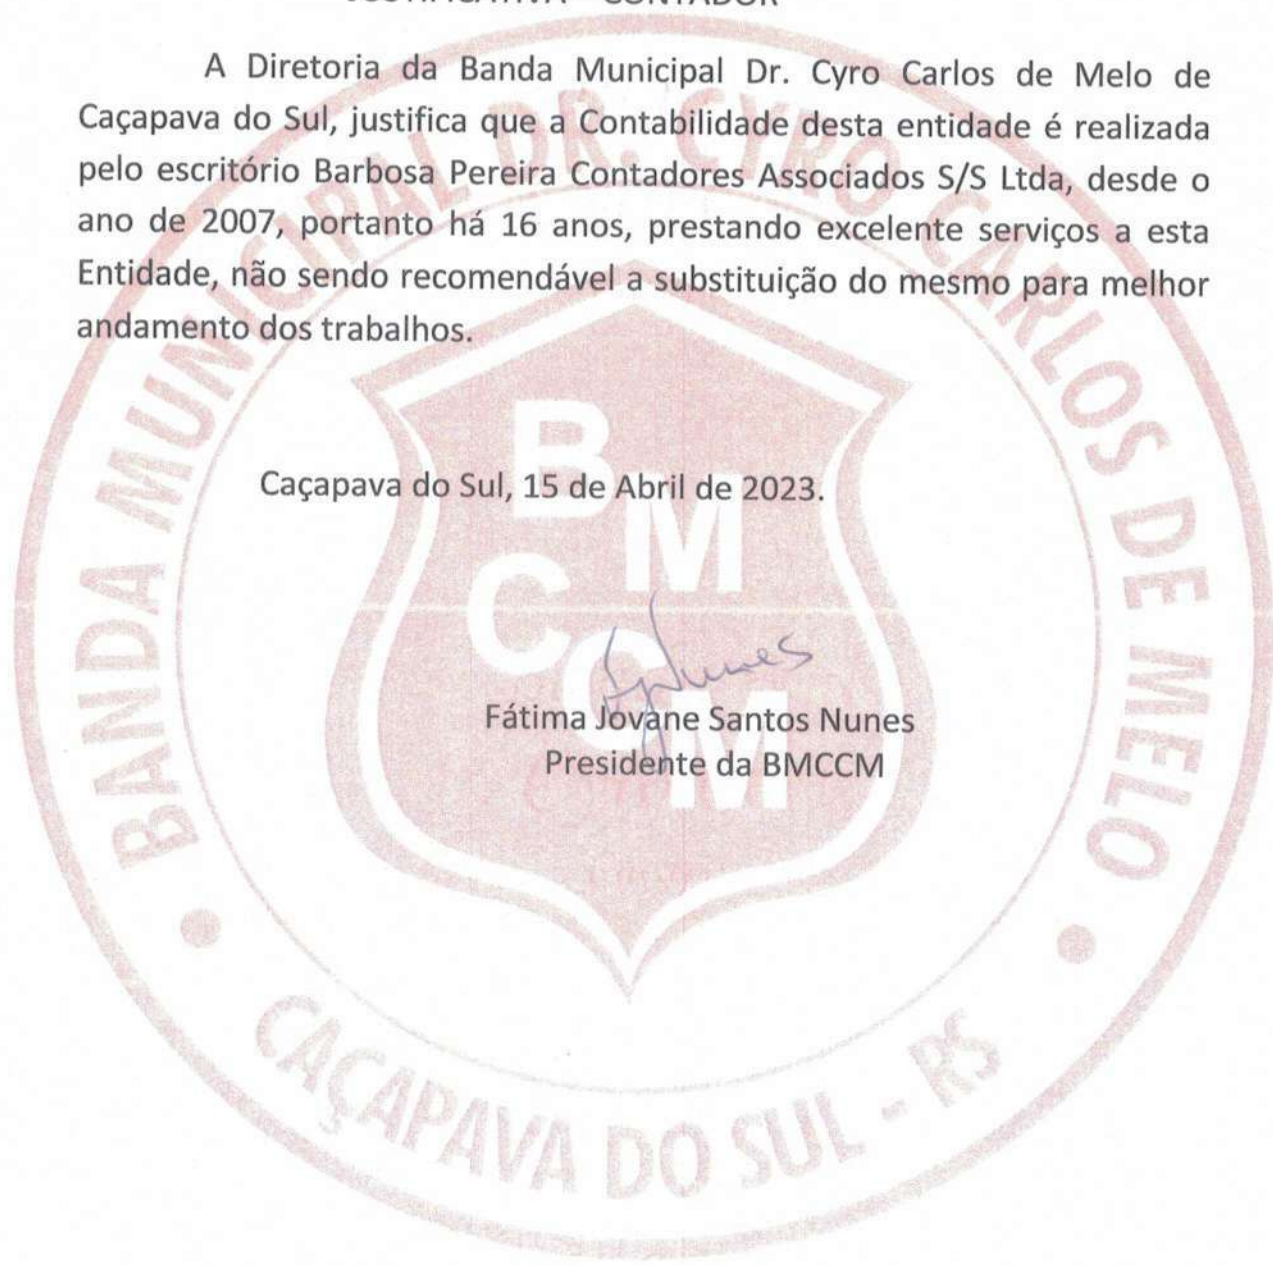 JUSTIFICATIVA – CONTADOR
A Diretoria da Banda Municipal Dr. Cyro Carlos de Melo de
Caçapava do Sul, justifica que a Contabilidade desta entidade é realizada
pelo escritório Barbosa Pereira Contadores Associados S/S Ltda, desde o
ano de 2007, portanto há 16 anos, prestando excelente serviços a esta
Entidade, não sendo recomendável a substituição do mesmo para melhor
andamento dos trabalhos.
Caçapava do Sul, 15 de Abril de 2023.
Nunes
Fátima Jovane Santos Nunes
Presidente da BMCCM
BANDA MUNICIPAL DR. CYRO CARLOS DE MELO
B
M
C
C
M
CAÇAPAVA DO SUL - RS